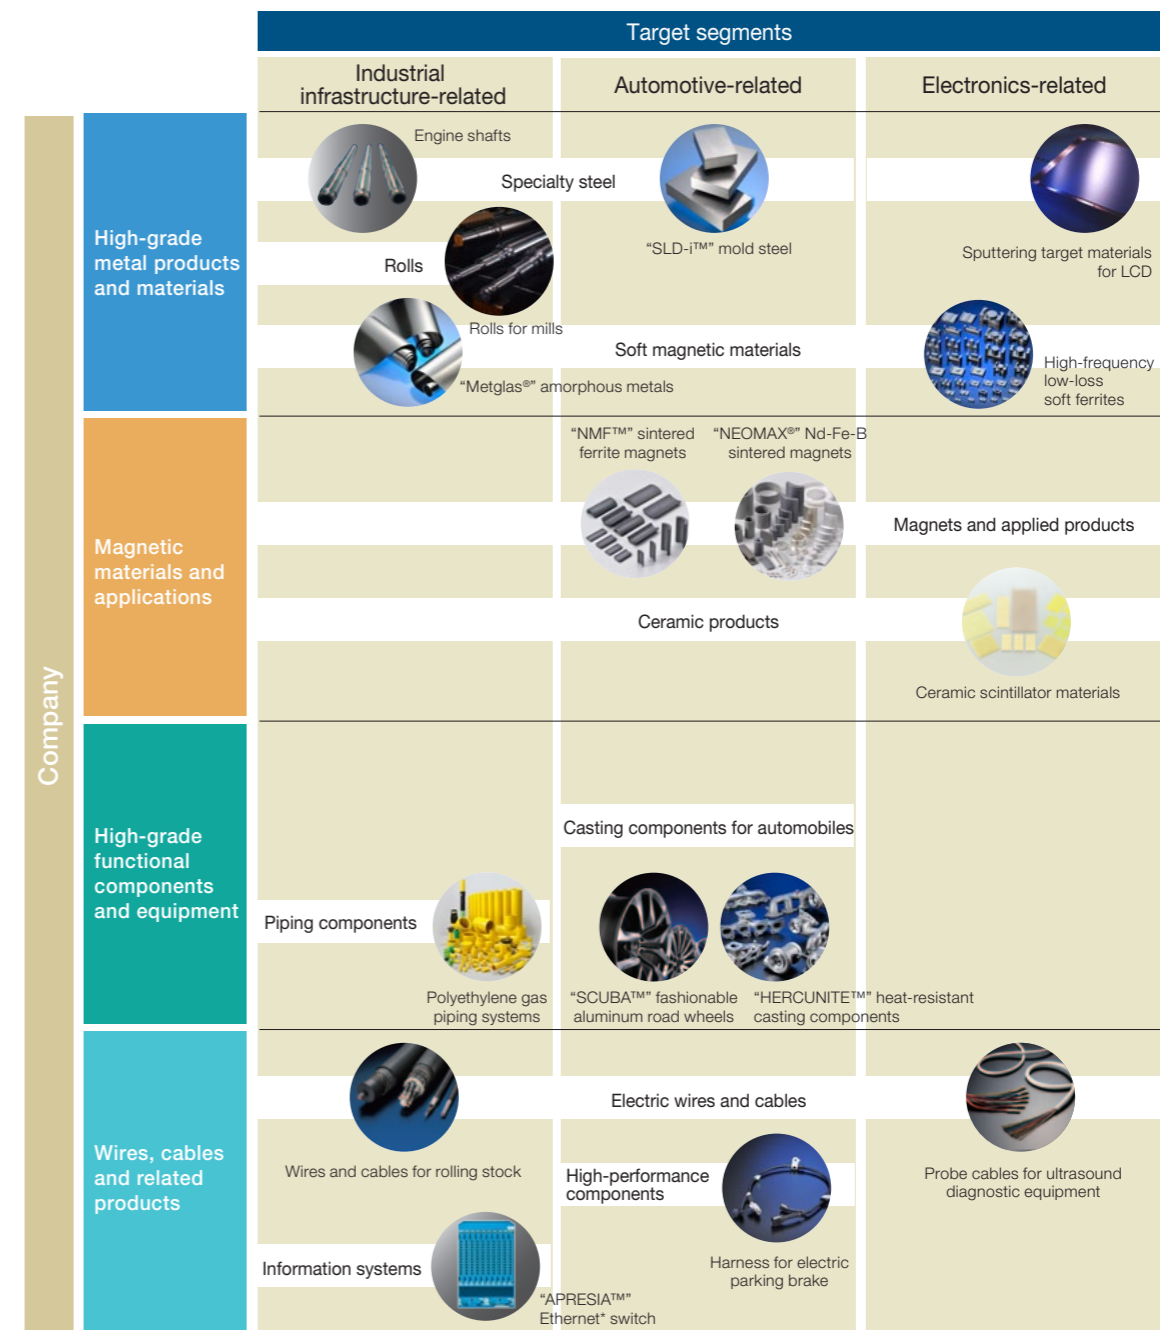 Target segments
Industrial
infrastructure-related
Automotive-related
Electronics-related
Company
High-grade
metal products
and materials
Engine shafts
Specialty steel
“SLD-i™” mold steel
Sputtering target materials
for LCD
Rolls
Rolls for mills
Soft magnetic materials
“Metglas®” amorphous metals
High-frequency
low-loss
soft ferrites
Magnetic
materials and
applications
“NMF™” sintered
ferrite magnets
“NEOMAX®” Nd-Fe-B
sintered magnets
Magnets and applied products
Ceramic products
Ceramic scintillator materials
High-grade
functional
components
and equipment
Casting components for automobiles
Piping components
Polyethylene gas
piping systems
“SCUBA™” fashionable
aluminum road wheels
“HERCUNITE™” heat-resistant
casting components
Wires, cables
and related
products
Electric wires and cables
Wires and cables for rolling stock
High-performance
components
Probe cables for ultrasound
diagnostic equipment
Information systems
Harness for electric
parking brake
“APRESIA™”
Ethernet* switch